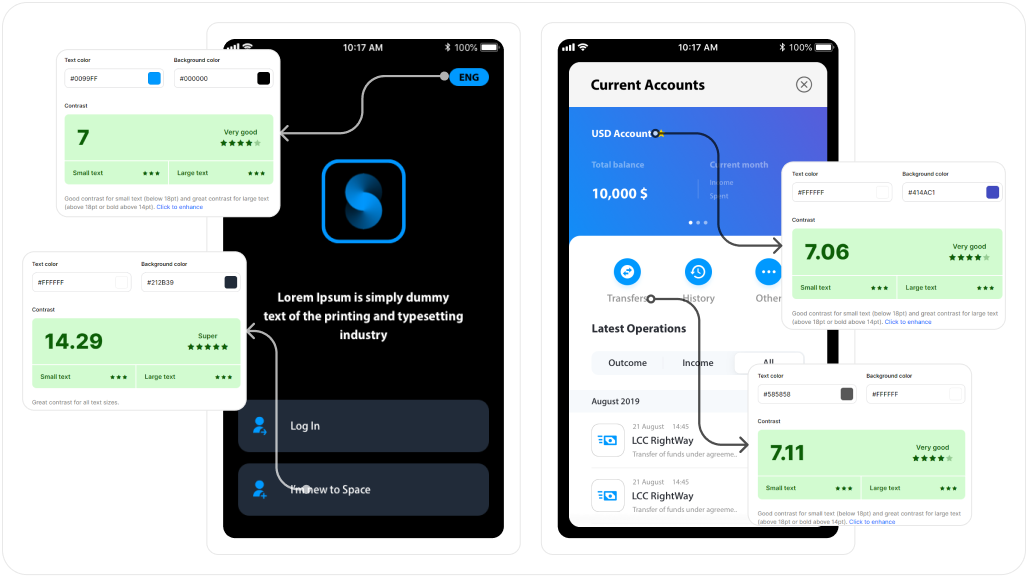 10:17 AM
100%
ENG
Lorem Ipsum is simply dummy
text of the printing and typesetting
industry
Log In
I'm new to Space
Text color
Background color
#0099FF
#000000
Contrast
7
Very good
Small text
Large text
Good contrast for small text (below 18pt) and great contrast for large text
(above 18pt or bold above 14pt). Click to enhance
Text color
Background color
#FFFFFF
#212B39
Contrast
14.29
Super
Small text
Large text
Great contrast for all text sizes.
10:17 AM
100%
Current Accounts
USD Account
Total balance
Current month
10,000 $
Income
Spent
Transfers
History
Other
Latest Operations
Outcome
Income
All
August 2019
21 August 14:45
LCC RightWay
Transfer of funds under agreeme..
21 August 14:45
LCC RightWay
Transfer of funds under agreeme..
Text color
Background color
#FFFFFF
#414AC1
Contrast
7.06
Very good
Small text
Large text
Good contrast for small text (below 18pt) and great contrast for large text
(above 18pt or bold above 14pt). Click to enhance
Text color
Background color
#585858
#FFFFFF
Contrast
7.11
Very good
Small text
Large text
Good contrast for small text (below 18pt) and great contrast for large text
(above 18pt or bold above 14pt). Click to enhance